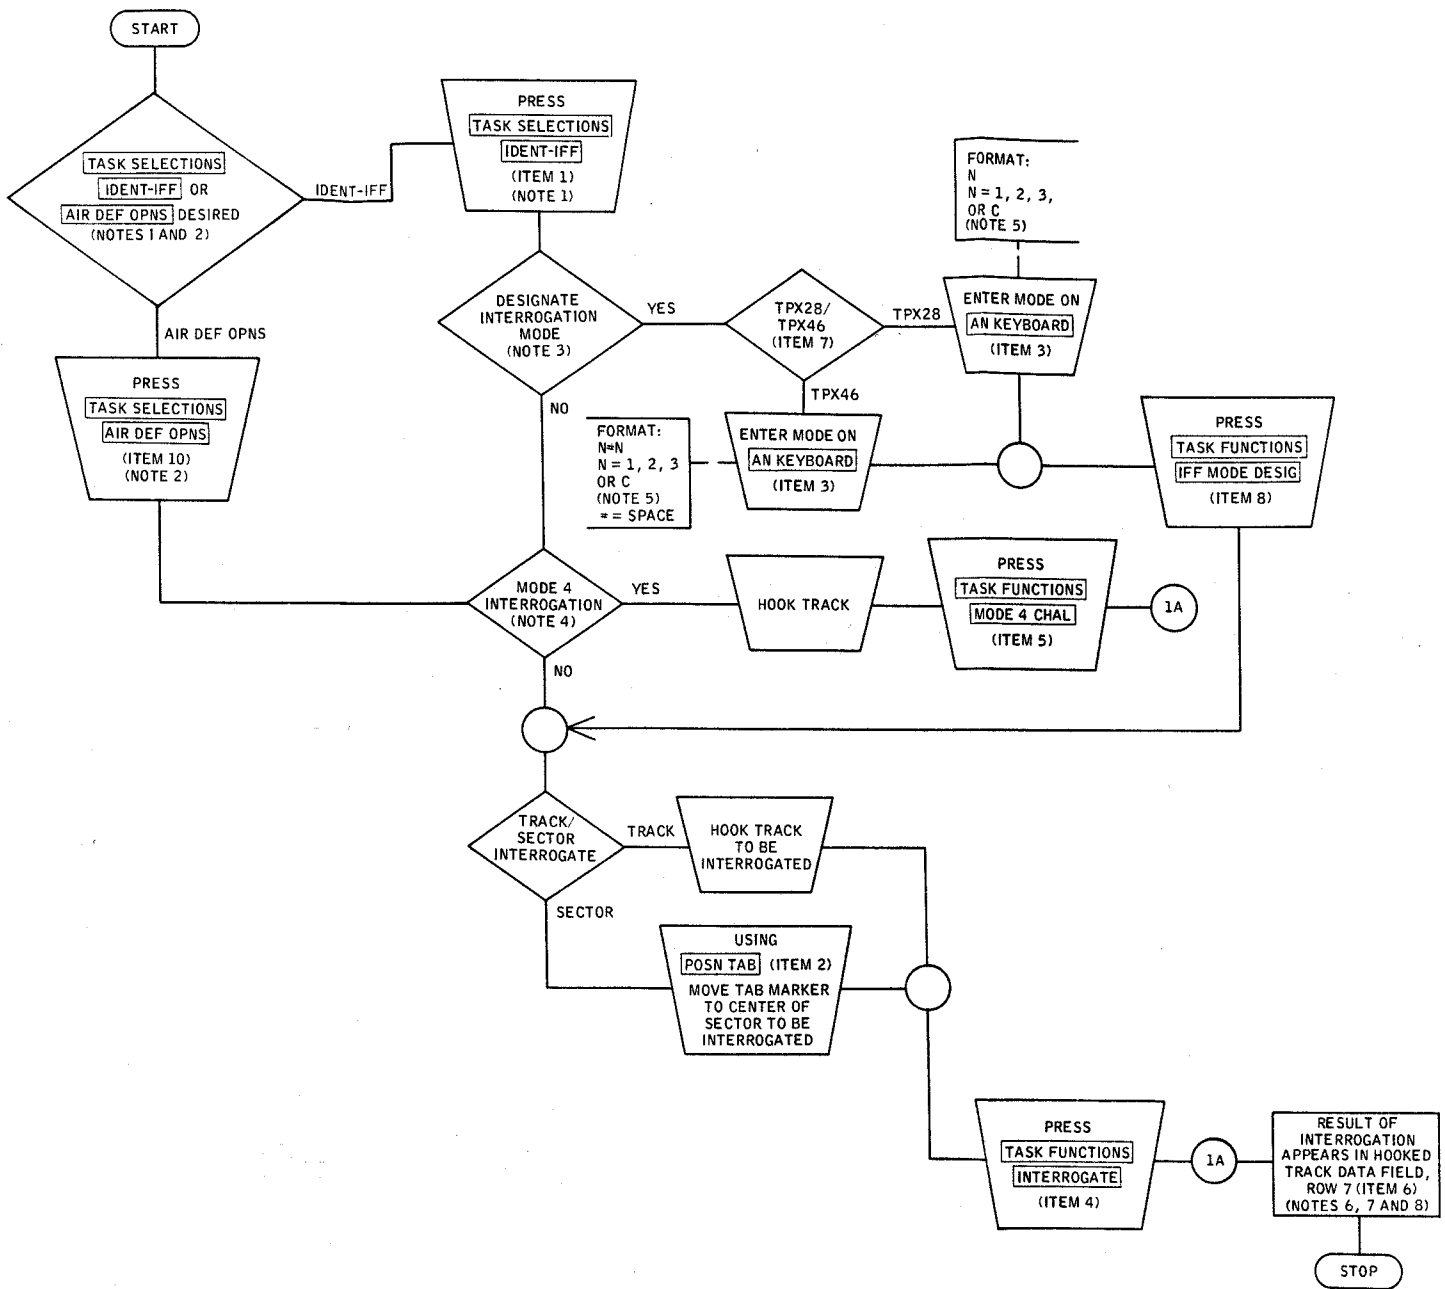 START
TASK SELECTIONS
IDENT-IFF OR
AIR DEF OPNS DESIRED
(NOTES 1 AND 2)
IDENT-IFF
AIR DEF OPNS
PRESS
TASK SELECTIONS
IDENT-IFF
(ITEM 1)
(NOTE 1)
FORMAT:
N
N = 1, 2, 3,
OR C
(NOTE 5)
DESIGNATE
INTERROGATION
MODE
(NOTE 3)
YES
NO
TPX28/
TPX46
(ITEM 7)
TPX28
TPX46
ENTER MODE ON
AN KEYBOARD
(ITEM 3)
PRESS
TASK SELECTIONS
AIR DEF OPNS
(ITEM 10)
(NOTE 2)
FORMAT:
N*N
N = 1, 2, 3
OR C
(NOTE 5)
* = SPACE
ENTER MODE ON
AN KEYBOARD
(ITEM 3)
PRESS
TASK FUNCTIONS
IFF MODE DESIG
(ITEM 8)
MODE 4
INTERROGATION
(NOTE 4)
YES
NO
HOOK TRACK
PRESS
TASK FUNCTIONS
MODE 4 CHAL
(ITEM 5)
1A
TRACK/
SECTOR
INTERROGATE
TRACK
SECTOR
HOOK TRACK
TO BE
INTERROGATED
USING
POSN TAB (ITEM 2)
MOVE TAB MARKER
TO CENTER OF
SECTOR TO BE
INTERROGATED
PRESS
TASK FUNCTIONS
INTERROGATE
(ITEM 4)
1A
RESULT OF
INTERROGATION
APPEARS IN HOOKED
TRACK DATA FIELD,
ROW 7 (ITEM 6)
(NOTES 6, 7 AND 8)
STOP